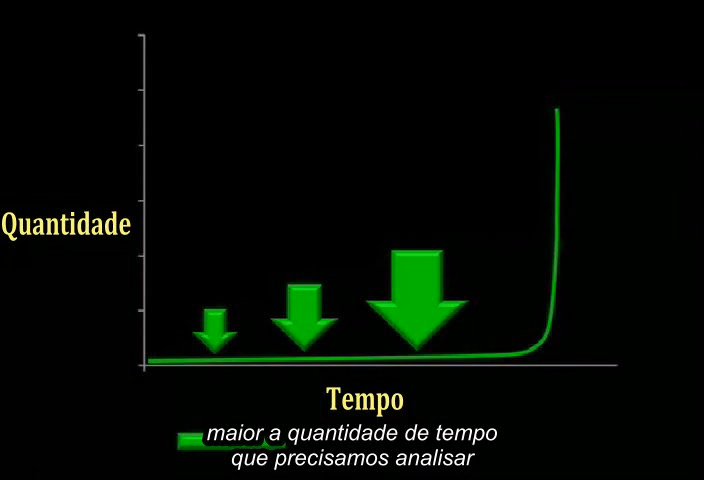 Quantidade
Tempo
maior a quantidade de tempo
que precisamos analisar